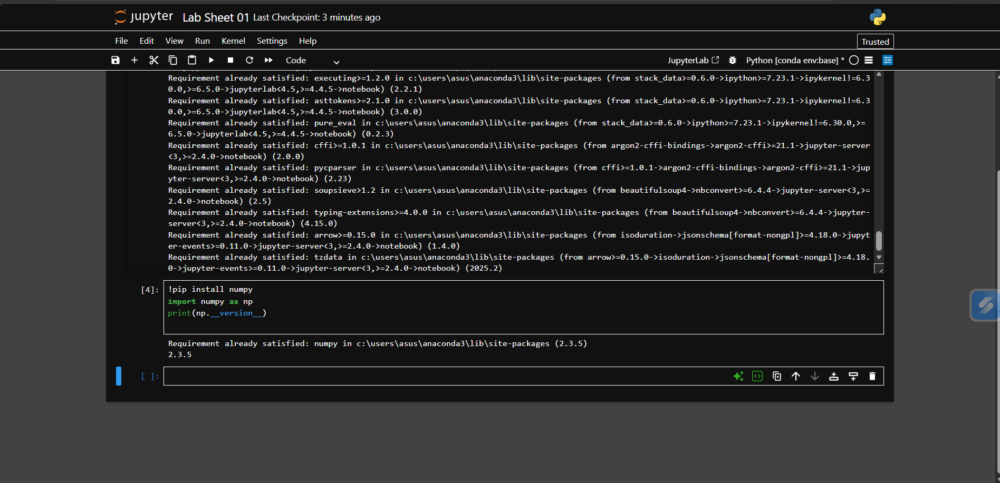 jupyter Lab Sheet 01 Last Checkpoint: 3 minutes ago
File Edit View Run Kernel Settings Help
Trusted
Code
JupyterLab
Python [conda env:base] *
Requirement already satisfied: executing>=1.2.0 in c:\users\asus\anaconda3\lib\site-packages (from stack_data>=0.6.0->ipython>=7.23.1->ipykernel!=6.3
0.0,>=6.5.0->jupyterlab<4.5,>=4.4.5->notebook) (2.2.1)
Requirement already satisfied: asttokens>=2.1.0 in c:\users\asus\anaconda3\lib\site-packages (from stack_data>=0.6.0->ipython>=7.23.1->ipykernel!=6.3
0.0,>=6.5.0->jupyterlab<4.5,>=4.4.5->notebook) (3.0.0)
Requirement already satisfied: pure_eval in c:\users\asus\anaconda3\lib\site-packages (from stack_data>=0.6.0->ipython>=7.23.1->ipykernel!=6.30.0,>=
6.5.0->jupyterlab<4.5,>=4.4.5->notebook) (0.2.3)
Requirement already satisfied: cffi>=1.0.1 in c:\users\asus\anaconda3\lib\site-packages (from argon2-cffi-bindings->argon2-cffi>=21.1->jupyter-server
<3,>=2.4.0->notebook) (2.0.0)
Requirement already satisfied: pycparser in c:\users\asus\anaconda3\lib\site-packages (from cffi>=1.0.1->argon2-cffi-bindings->argon2-cffi>=21.1->jup
yter-server<3,>=2.4.0->notebook) (2.23)
Requirement already satisfied: soupsieve>1.2 in c:\users\asus\anaconda3\lib\site-packages (from beautifulsoup4->nbconvert>=6.4.4->jupyter-server<3,>=
2.4.0->notebook) (2.5)
Requirement already satisfied: typing-extensions>=4.0.0 in c:\users\asus\anaconda3\lib\site-packages (from beautifulsoup4->nbconvert>=6.4.4->jupyter-
server<3,>=2.4.0->notebook) (4.15.0)
Requirement already satisfied: arrow>=0.15.0 in c:\users\asus\anaconda3\lib\site-packages (from isoduration->jsonschema[format-nongpl]>=4.18.0->jupyt
er-events>=0.11.0->jupyter-server<3,>=2.4.0->notebook) (1.4.0)
Requirement already satisfied: tzdata in c:\users\asus\anaconda3\lib\site-packages (from arrow>=0.15.0->isoduration->jsonschema[format-nongpl]>=4.18.
0->jupyter-events>=0.11.0->jupyter-server<3,>=2.4.0->notebook) (2025.2)
[4]: !pip install numpy
import numpy as np
print(np.__version__)
Requirement already satisfied: numpy in c:\users\asus\anaconda3\lib\site-packages (2.3.5)
2.3.5
[ ]: